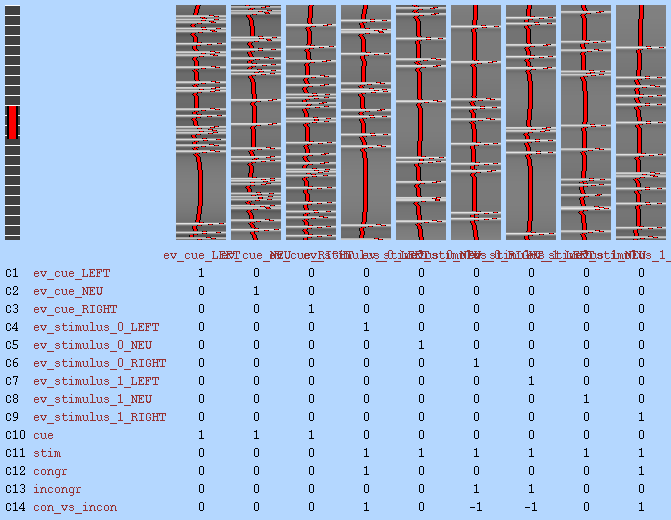 C1 ev_cue_LEFT 1 0 0 0 0 0 0 0 0
C2 ev_cue_NEU 0 1 0 0 0 0 0 0 0
C3 ev_cue_RIGHT 0 0 1 0 0 0 0 0 0
C4 ev_stimulus_0_LEFT 0 0 0 1 0 0 0 0 0
C5 ev_stimulus_0_NEU 0 0 0 0 1 0 0 0 0
C6 ev_stimulus_0_RIGHT 0 0 0 0 0 1 0 0 0
C7 ev_stimulus_1_LEFT 0 0 0 0 0 0 1 0 0
C8 ev_stimulus_1_NEU 0 0 0 0 0 0 0 1 0
C9 ev_stimulus_1_RIGHT 0 0 0 0 0 0 0 0 1
C10 cue 1 1 1 0 0 0 0 0 0
C11 stim 0 0 0 1 1 1 1 1 1
C12 congr 0 0 0 1 0 0 0 0 1
C13 incongr 0 0 0 0 0 1 1 0 0
C14 con_vs_incon 0 0 0 1 0 -1 -1 0 1